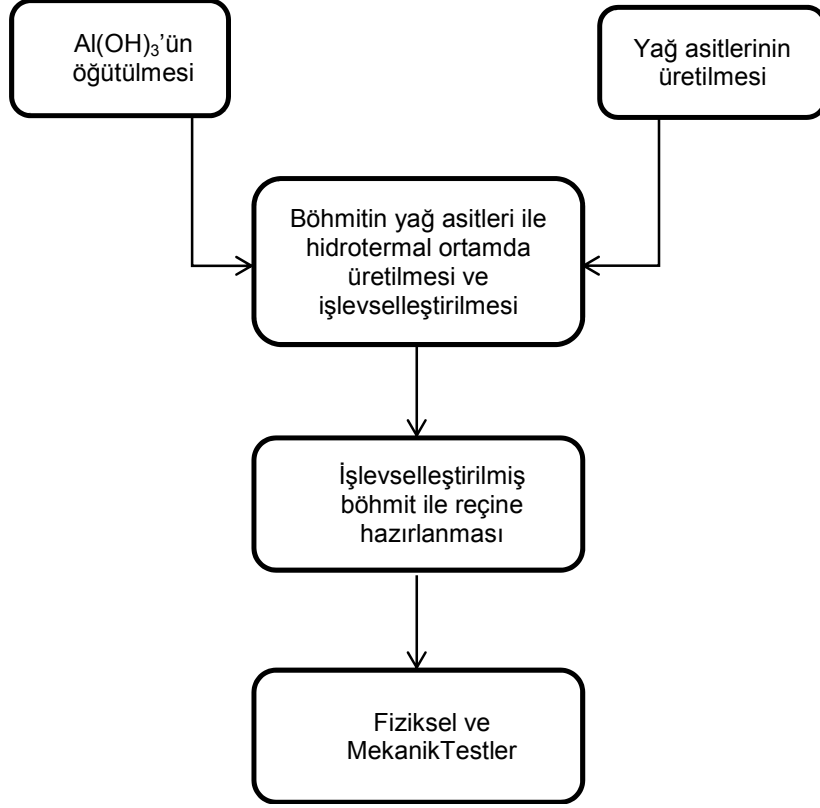 Al(OH)₃’ün
öğütülmesi
Yağ asitlerinin
üretilmesi
Böhmitin yağ asitleri ile
hidrotermal ortamda
üretilmesi ve
işlevselleştirilmesi
İşlevselleştirilmiş
böhmit ile reçine
hazırlanması
Fiziksel ve
MekanikTestler